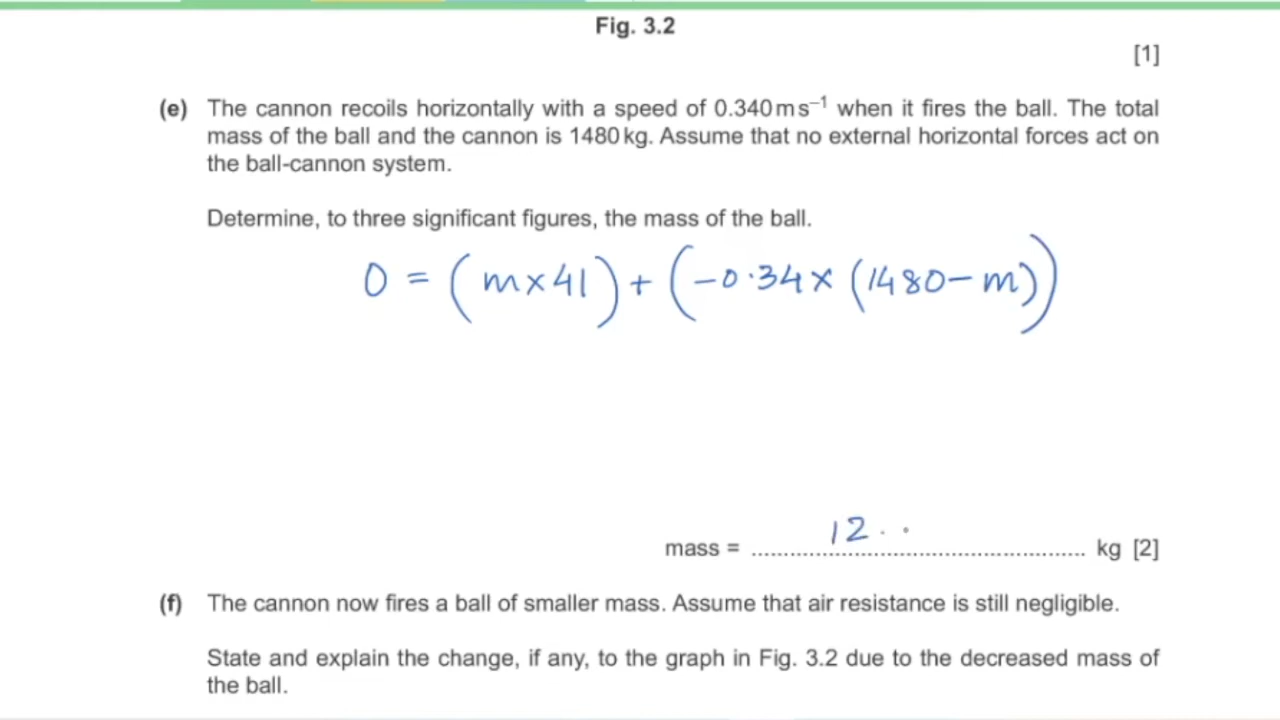 Fig. 3.2
[1]
(e) The cannon recoils horizontally with a speed of 0.340 m s⁻¹ when it fires the ball. The total
mass of the ball and the cannon is 1480 kg. Assume that no external horizontal forces act on
the ball-cannon system.
Determine, to three significant figures, the mass of the ball.
0 = (m×41) + (-0.34× (1480-m))
mass = 12.. kg [2]
(f) The cannon now fires a ball of smaller mass. Assume that air resistance is still negligible.
State and explain the change, if any, to the graph in Fig. 3.2 due to the decreased mass of
the ball.